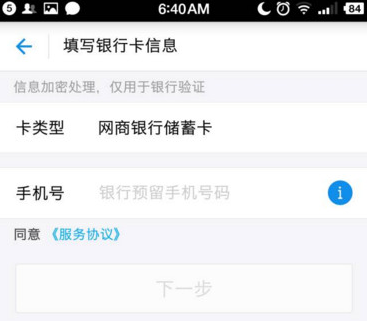 5 6:40AM 84
填写银行卡信息
信息加密处理，仅用于银行验证
卡类型 网商银行储蓄卡
手机号 银行预留手机号码 i
同意 《服务协议》
下一步